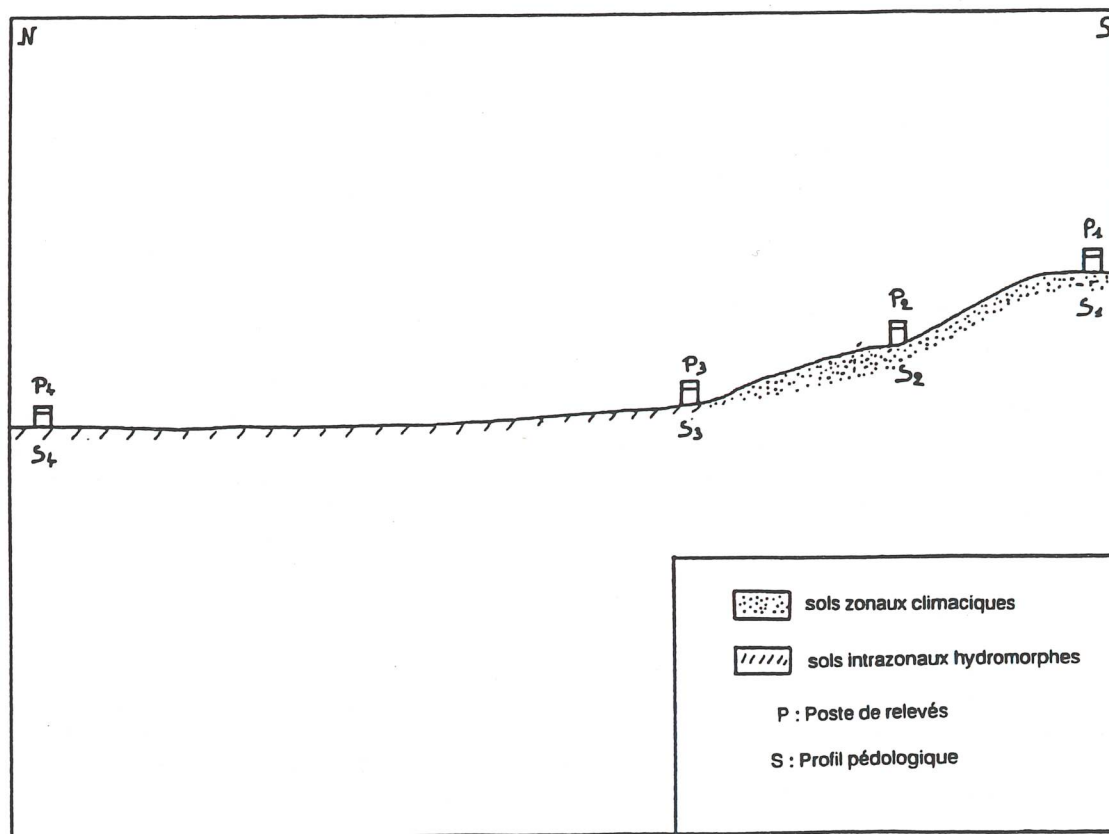 N
S
P1
P2
P3
P4
S1
S2
S3
S4
sols zonaux climaciques
sols intrazonaux hydromorphes
P : Poste de relevés
S : Profil pédologique